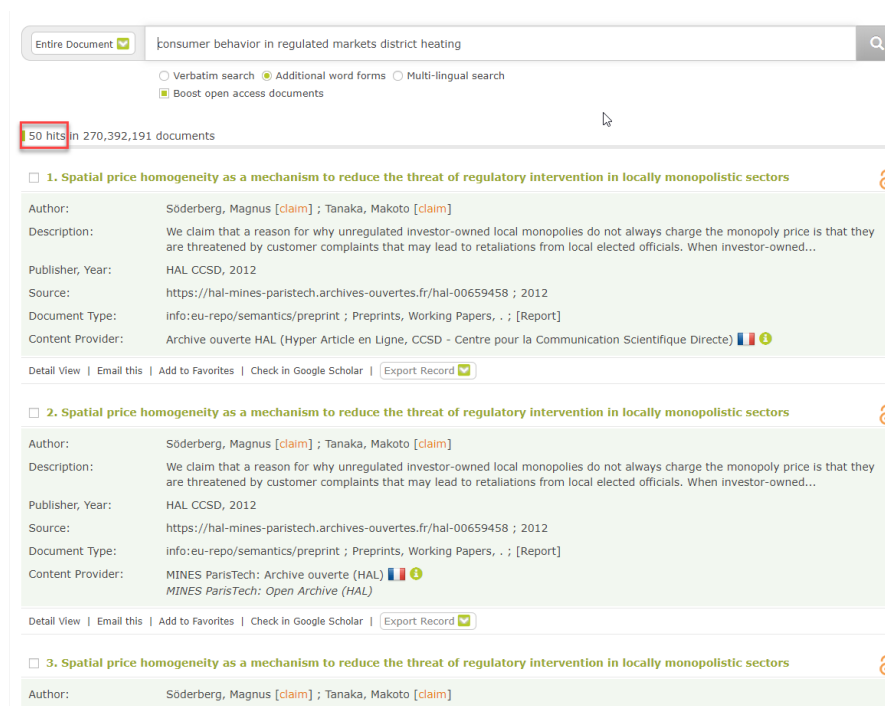 Entire Document
consumer behavior in regulated markets district heating
Verbatim search Additional word forms Multi-lingual search
Boost open access documents
50 hits in 270,392,191 documents
1. Spatial price homogeneity as a mechanism to reduce the threat of regulatory intervention in locally monopolistic sectors
Author: Söderberg, Magnus [claim] ; Tanaka, Makoto [claim]
Description: We claim that a reason for why unregulated investor-owned local monopolies do not always charge the monopoly price is that they
are threatened by customer complaints that may lead to retaliations from local elected officials. When investor-owned...
Publisher, Year: HAL CCSD, 2012
Source: https://hal-mines-paristech.archives-ouvertes.fr/hal-00659458 ; 2012
Document Type: info:eu-repo/semantics/preprint ; Preprints, Working Papers, . ; [Report]
Content Provider: Archive ouverte HAL (Hyper Article en Ligne, CCSD - Centre pour la Communication Scientifique Directe)
Detail View | Email this | Add to Favorites | Check in Google Scholar | Export Record
2. Spatial price homogeneity as a mechanism to reduce the threat of regulatory intervention in locally monopolistic sectors
Author: Söderberg, Magnus [claim] ; Tanaka, Makoto [claim]
Description: We claim that a reason for why unregulated investor-owned local monopolies do not always charge the monopoly price is that they
are threatened by customer complaints that may lead to retaliations from local elected officials. When investor-owned...
Publisher, Year: HAL CCSD, 2012
Source: https://hal-mines-paristech.archives-ouvertes.fr/hal-00659458 ; 2012
Document Type: info:eu-repo/semantics/preprint ; Preprints, Working Papers, . ; [Report]
Content Provider: MINES ParisTech: Archive ouverte (HAL)
MINES ParisTech: Open Archive (HAL)
Detail View | Email this | Add to Favorites | Check in Google Scholar | Export Record
3. Spatial price homogeneity as a mechanism to reduce the threat of regulatory intervention in locally monopolistic sectors
Author: Söderberg, Magnus [claim] ; Tanaka, Makoto [claim]